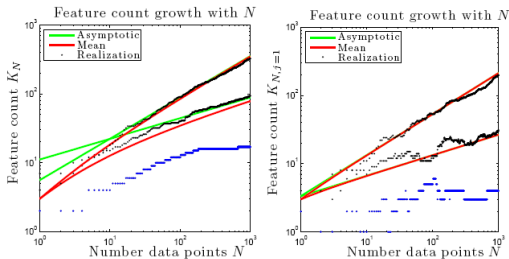 Feature count growth with N
Feature count K_N
10^3
10^2
10^1
10^0
Asymptotic
Mean
Realization
10^0 10^1 10^2 10^3
Number data points N
Feature count growth with N
Feature count K_{N,j=1}
10^3
10^2
10^1
10^0
Asymptotic
Mean
Realization
10^0 10^1 10^2 10^3
Number data points N